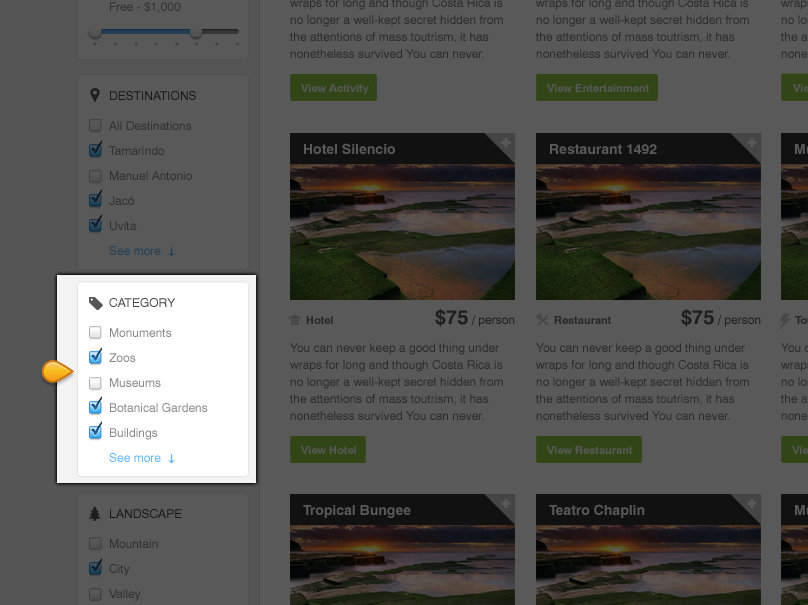 Free - $1,000
DESTINATIONS
All Destinations
Tamarindo
Manuel Antonio
Jacó
Uvita
See more ↓
CATEGORY
Monuments
Zoos
Museums
Botanical Gardens
Buildings
See more ↓
LANDSCAPE
Mountain
City
Valley
wraps for long and though Costa Rica is
no longer a well-kept secret hidden from
the attentions of mass toutrism, it has
nonetheless survived You can never.
View Activity
wraps for long and though Costa Rica is
no longer a well-kept secret hidden from
the attentions of mass toutrism, it has
nonetheless survived You can never.
View Entertainment
Hotel Silencio
Hotel
$75 / person
You can never keep a good thing under
wraps for long and though Costa Rica is
no longer a well-kept secret hidden from
the attentions of mass toutrism, it has
nonetheless survived You can never.
View Hotel
Restaurant 1492
Restaurant
$75 / person
You can never keep a good thing under
wraps for long and though Costa Rica is
no longer a well-kept secret hidden from
the attentions of mass toutrism, it has
nonetheless survived You can never.
View Restaurant
You c
wraps
no lo
the a
none
Tropical Bungee
Teatro Chaplin